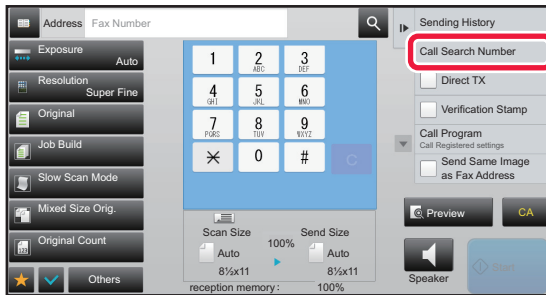 Address Fax Number
Exposure
Auto
Resolution
Super Fine
Original
Job Build
Slow Scan Mode
Mixed Size Orig.
Original Count
Others
1
2
ABC
3
DEF
4
GHI
5
JKL
6
MNO
7
PQRS
8
TUV
9
WXYZ
0
#
C
Scan Size
100%
Send Size
Auto
Auto
8½x11
8½x11
reception memory : 100%
Sending History
Call Search Number
Direct TX
Verification Stamp
Call Program
Call Registered settings
Send Same Image
as Fax Address
Preview
CA
Speaker
Start